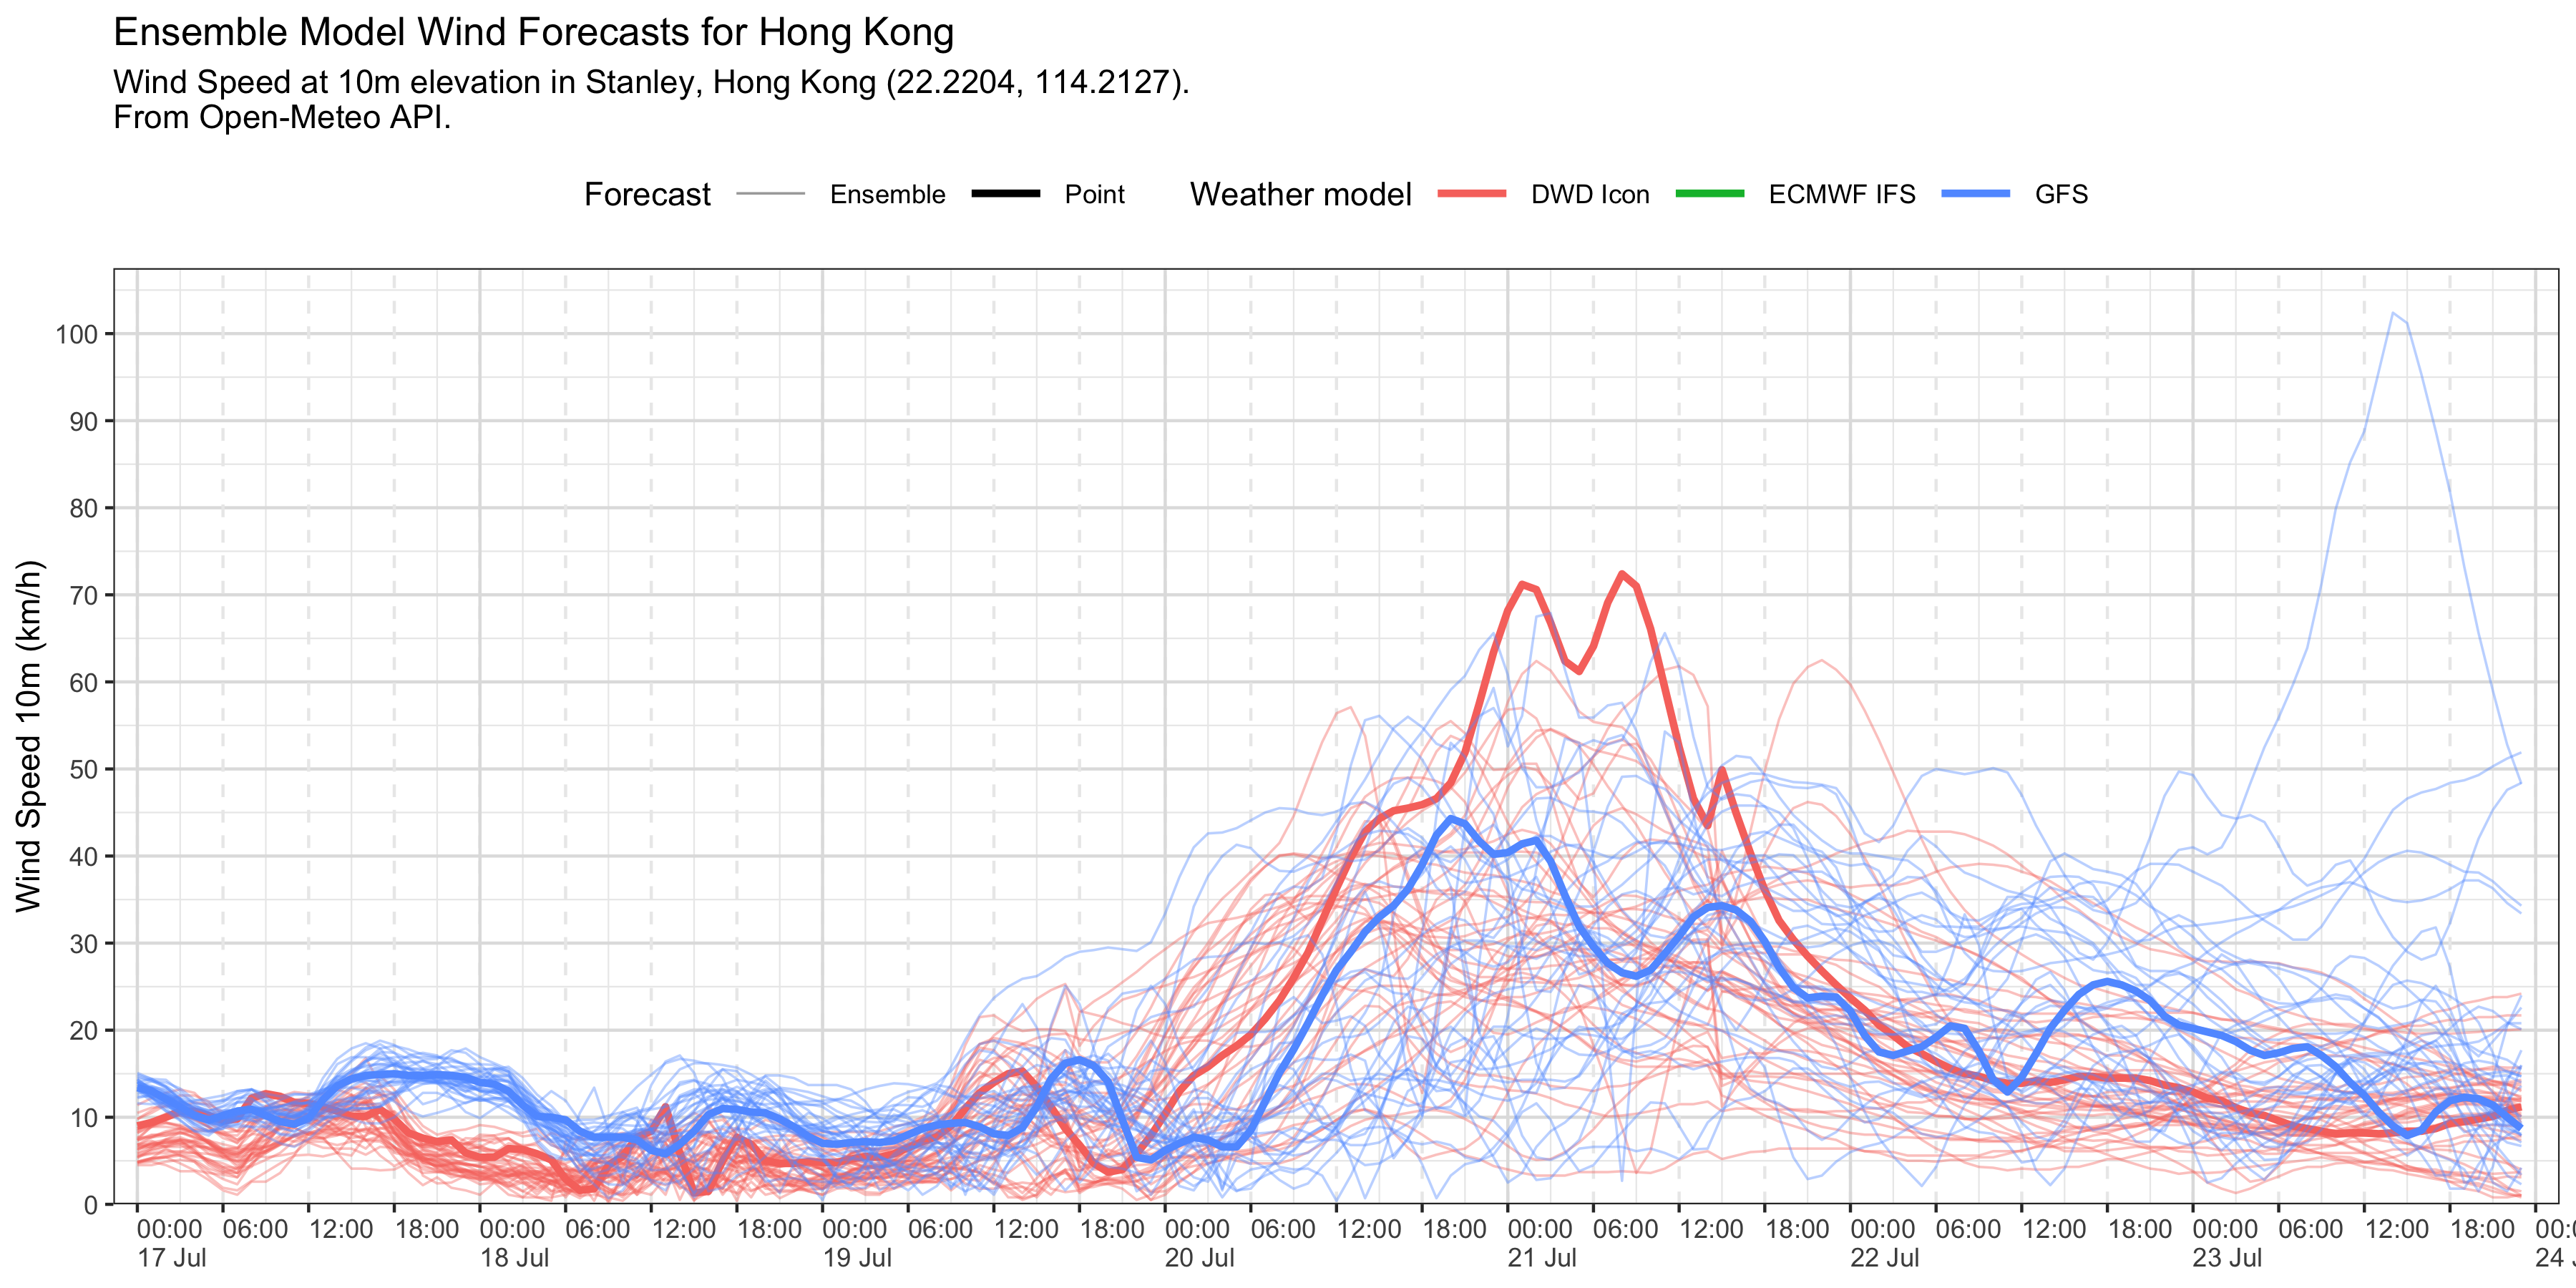 Ensemble Model Wind Forecasts for Hong Kong
Wind Speed at 10m elevation in Stanley, Hong Kong (22.2204, 114.2127).
From Open-Meteo API.
Forecast Ensemble Point Weather model DWD Icon ECMWF IFS GFS
Wind Speed 10m (km/h)
100
90
80
70
60
50
40
30
20
10
0
00:00 06:00 12:00 18:00 00:00 06:00 12:00 18:00 00:00 06:00 12:00 18:00 00:00 06:00 12:00 18:00 00:00 06:00 12:00 18:00 00:00 06:00 12:00 18:00 00:00 06:00 12:00 18:00
17 Jul 18 Jul 19 Jul 20 Jul 21 Jul 22 Jul 23 Jul 24